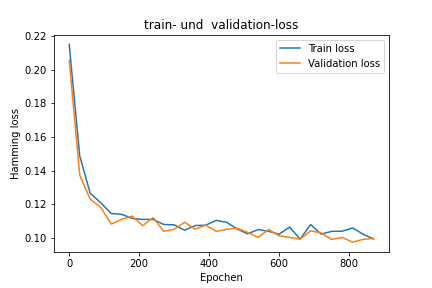 train- und  validation-loss
0.22
0.20
0.18
0.16
0.14
0.12
0.10
Hamming loss
Train loss
Validation loss
0
200
400
600
800
Epochen